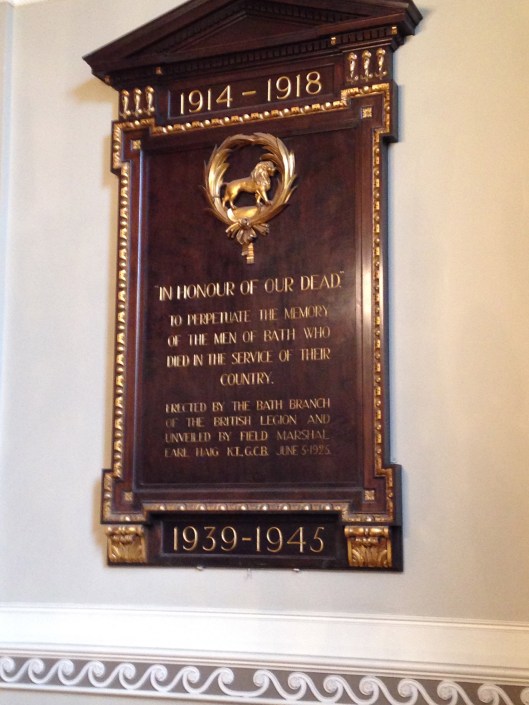 1914 - 1918
"IN HONOUR OF OUR DEAD."
TO PERPETUATE THE MEMORY
OF THE MEN OF BATH WHO
DIED IN THE SERVICE OF THEIR
COUNTRY.
ERECTED BY THE BATH BRANCH
OF THE BRITISH LEGION AND
UNVEILED BY FIELD MARSHAL
EARL HAIG K.T., G.C.B. JUNE 5-1925.
1939-1945